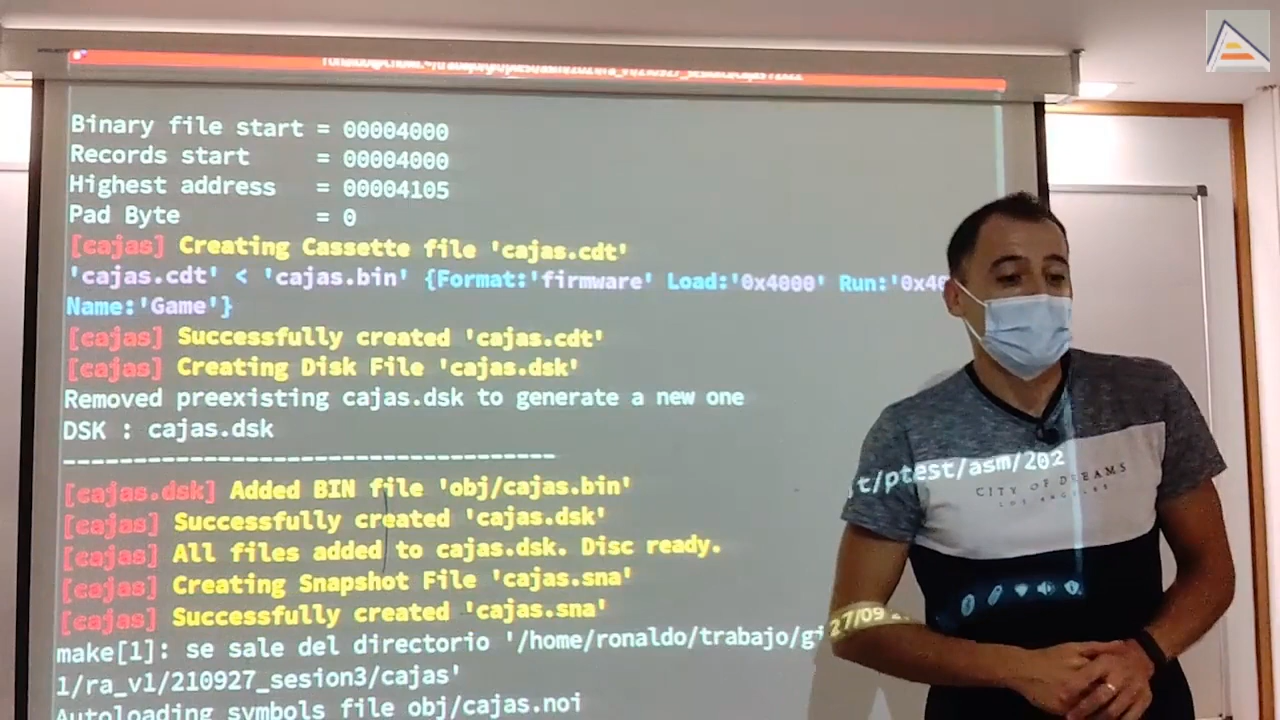 Binary file start = 00004000
Records start = 00004000
Highest address = 00004105
Pad Byte = 0
[cajas] Creating Cassette file 'cajas.cdt'
'cajas.cdt' < 'cajas.bin' {Format:'firmware' Load:'0x4000' Run:'0x40
Name:'Game'}
[cajas] Successfully created 'cajas.cdt'
[cajas] Creating Disk File 'cajas.dsk'
Removed preexisting cajas.dsk to generate a new one
DSK : cajas.dsk
-----------------------------------
[cajas.dsk] Added BIN file 'obj/cajas.bin'
[cajas] Successfully created 'cajas.dsk'
[cajas] All files added to cajas.dsk. Disc ready.
[cajas] Creating Snapshot File 'cajas.sna'
[cajas] Successfully created 'cajas.sna'
make[1]: se sale del directorio '/home/ronaldo/trabajo/gi
t/ptest/asm/202
1/ra_v1/210927_sesion3/cajas'
Autoloading symbols file obj/cajas.noi
CITY OF DREAMS
LOS ANGELES
27/09